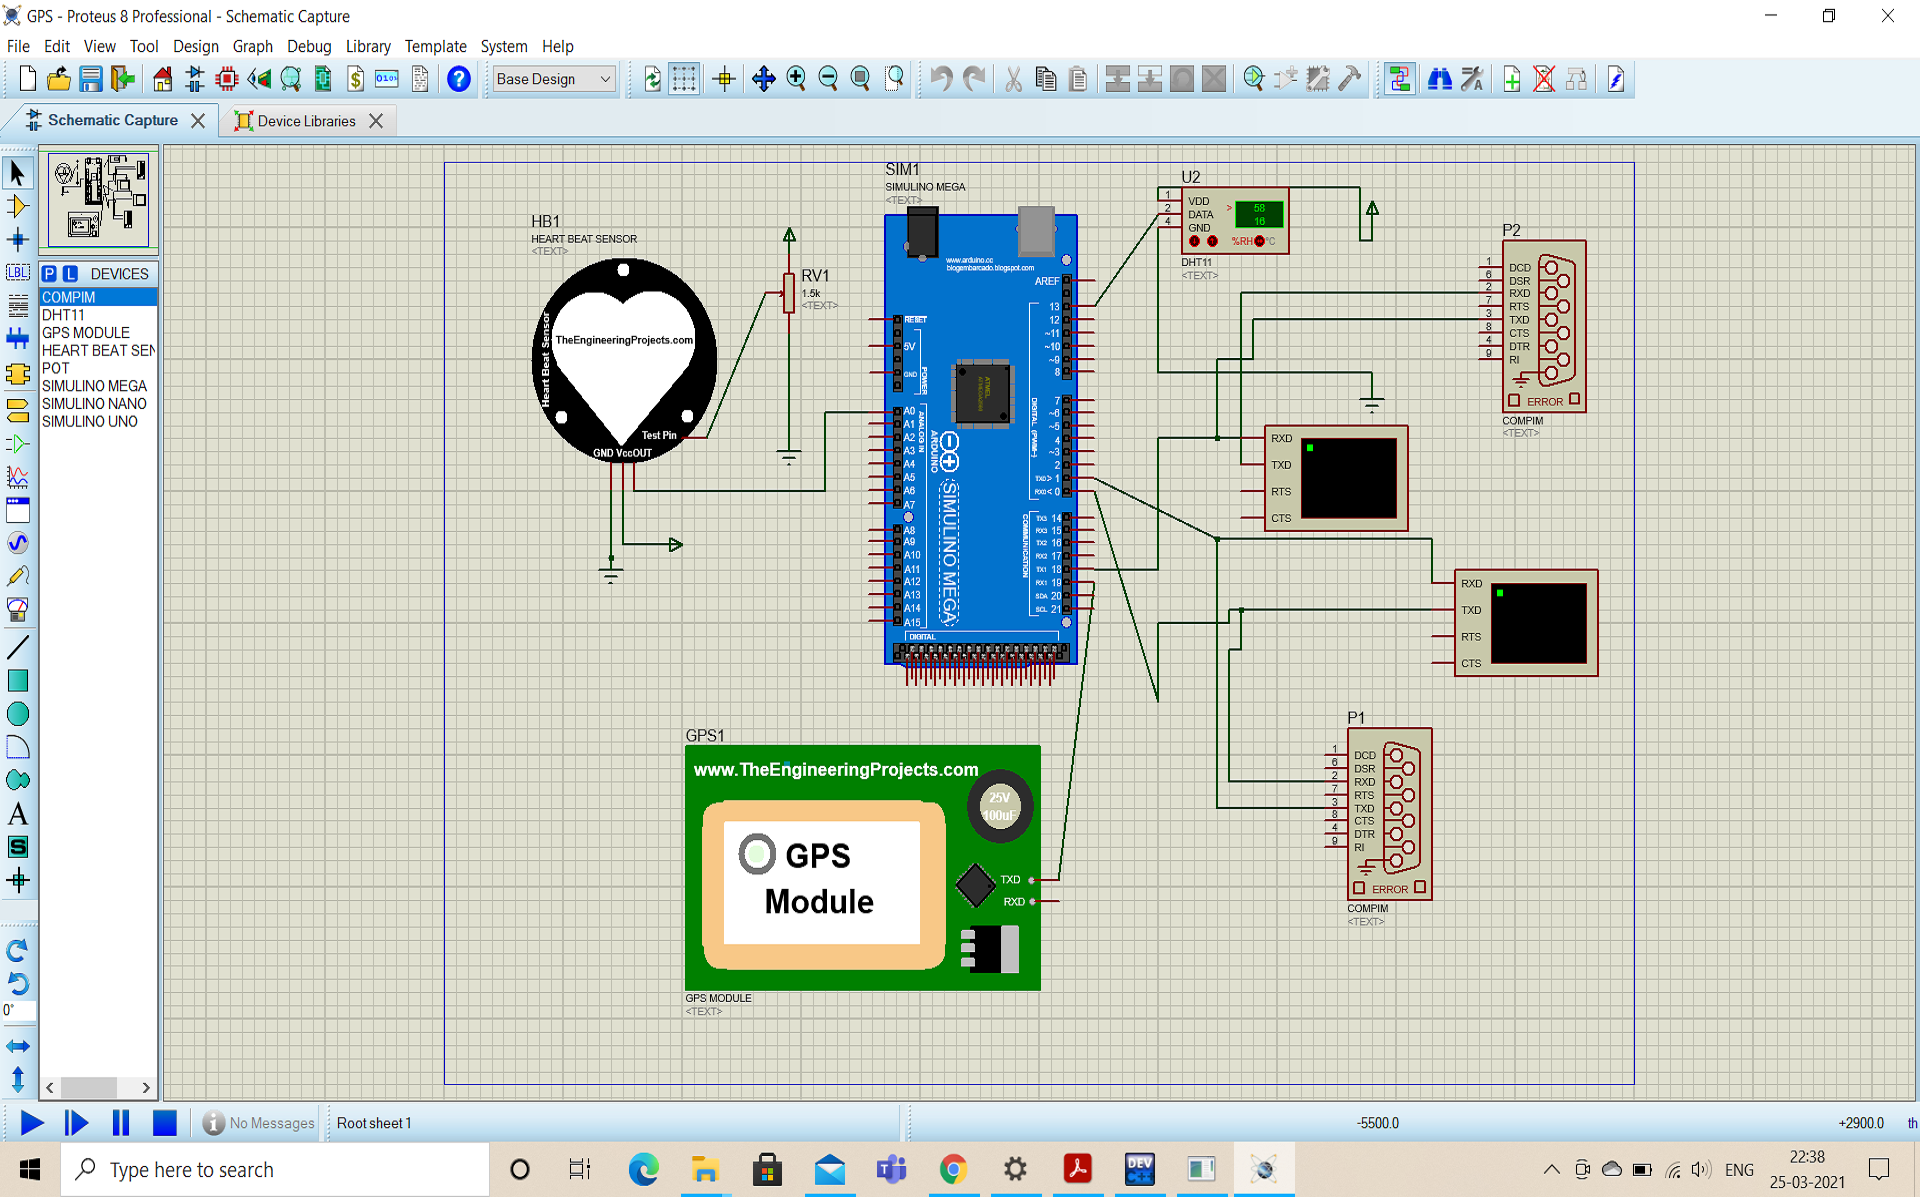 GPS - Proteus 8 Professional - Schematic Capture
File Edit View Tool Design Graph Debug Library Template System Help
Base Design
Schematic Capture
Device Libraries
P L DEVICES
COMPIM
DHT11
GPS MODULE
HEART BEAT SEN
POT
SIMULINO MEGA
SIMULINO NANO
SIMULINO UNO
LBL
A
S
0°
HB1
HEART BEAT SENSOR
<TEXT>
Heart Beat Sensor
TheEngineeringProjects.com
Test Pin
GND VccOUT
RV1
1.5k
<TEXT>
SIM1
SIMULINO MEGA
<TEXT>
www.arduino.cc
blogembarcado.blogspot.com
AREF
13
12
~11
~10
~9
8
RESET
5V
GND
POWER
A0
A1
A2
A3
A4
A5
A6
A7
A8
A9
A10
A11
A12
A13
A14
A15
ANALOG IN
ARDUINO
SIMULINO MEGA
ATMEL
DIGITAL (PWM~)
7
~6
~5
4
~3
2
TX0> 1
RX0< 0
COMMUNICATION
TX3 14
RX3 15
TX2 16
RX2 17
TX1 18
RX1 19
SDA 20
SCL 21
DIGITAL
U2
1 VDD
2 DATA
4 GND
> 58
16
%RH °C
DHT11
<TEXT>
P2
1 DCD
6 DSR
2 RXD
7 RTS
3 TXD
8 CTS
4 DTR
9 RI
ERROR
COMPIM
<TEXT>
RXD
TXD
RTS
CTS
RXD
TXD
RTS
CTS
P1
1 DCD
6 DSR
2 RXD
7 RTS
3 TXD
8 CTS
4 DTR
9 RI
ERROR
COMPIM
<TEXT>
GPS1
www.TheEngineeringProjects.com
25V
100uF
GPS
Module
TXD
RXD
GPS MODULE
<TEXT>
No Messages
Root sheet 1
-5500.0
+2900.0
th
Type here to search
DEV
C++
ENG
22:38
25-03-2021